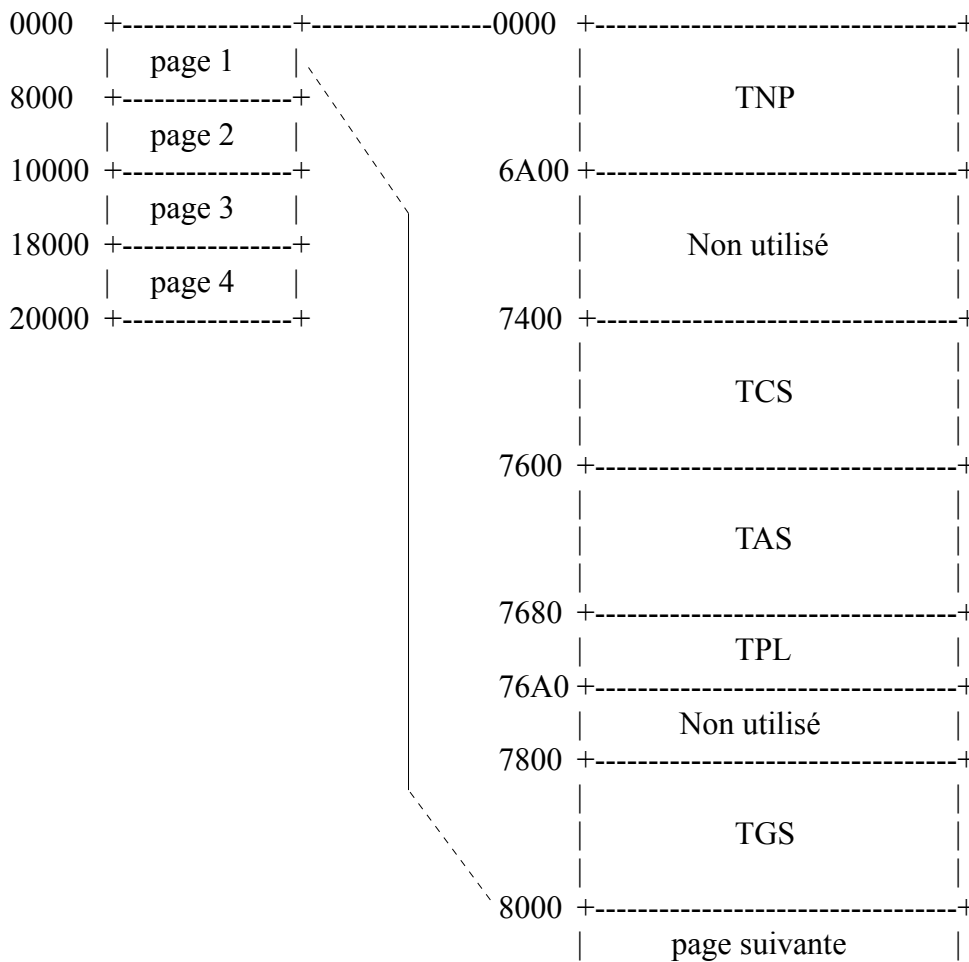 0000 +-----------------+------------------0000 +-----------------------------------+
| page 1 | | |
8000 +-----------------+ | TNP |
| page 2 | | |
10000 +-----------------+ 6A00 +-----------------------------------+
| page 3 | | |
18000 +-----------------+ | Non utilisé |
| page 4 | | |
20000 +-----------------+ 7400 +-----------------------------------+
| |
| TCS |
| |
7600 +-----------------------------------+
| |
| TAS |
| |
7680 +-----------------------------------+
| TPL |
76A0 +-----------------------------------+
| Non utilisé |
7800 +-----------------------------------+
| |
| TGS |
| |
8000 +-----------------------------------+
| page suivante |